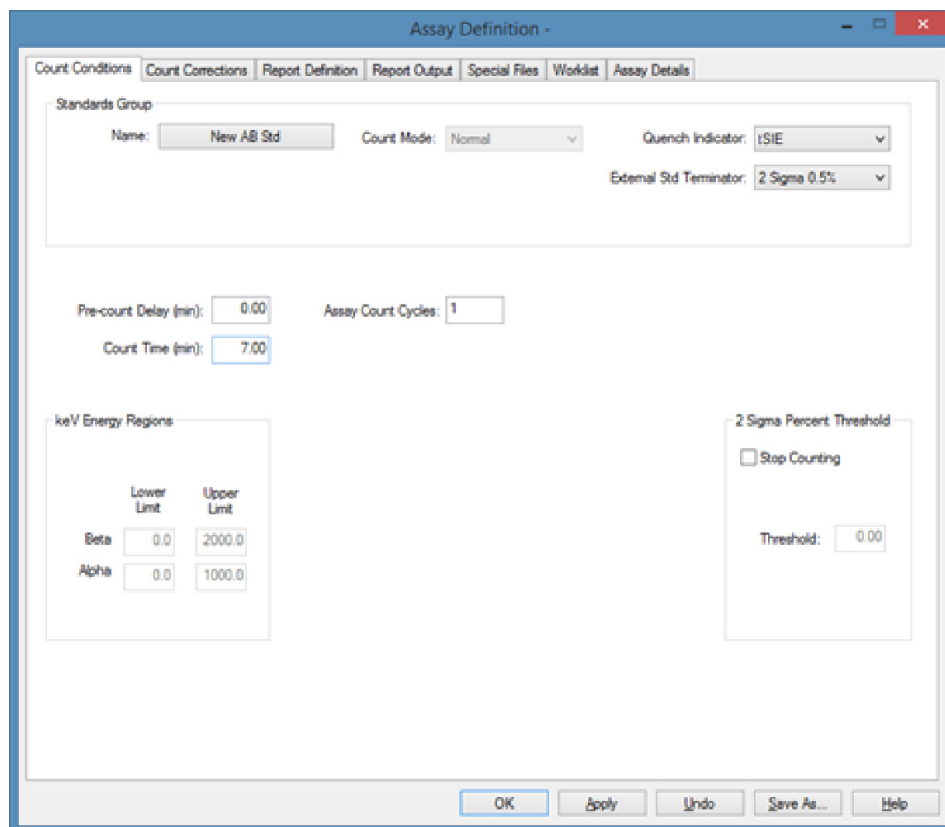 Assay Definition -
Count Conditions Count Corrections Report Definition Report Output Special Files Worklist Assay Details
Standards Group
Name: New AB Std Count Mode: Normal Quench Indicator: tSIE
External Std Terminator: 2 Sigma 0.5%
Pre-count Delay (min): 0.00 Assay Count Cycles: 1
Count Time (min): 7.00
keV Energy Regions 2 Sigma Percent Threshold
Stop Counting
Lower Upper
Limit Limit
Beta 0.0 2000.0 Threshold: 0.00
Alpha 0.0 1000.0
OK Apply Undo Save As... Help